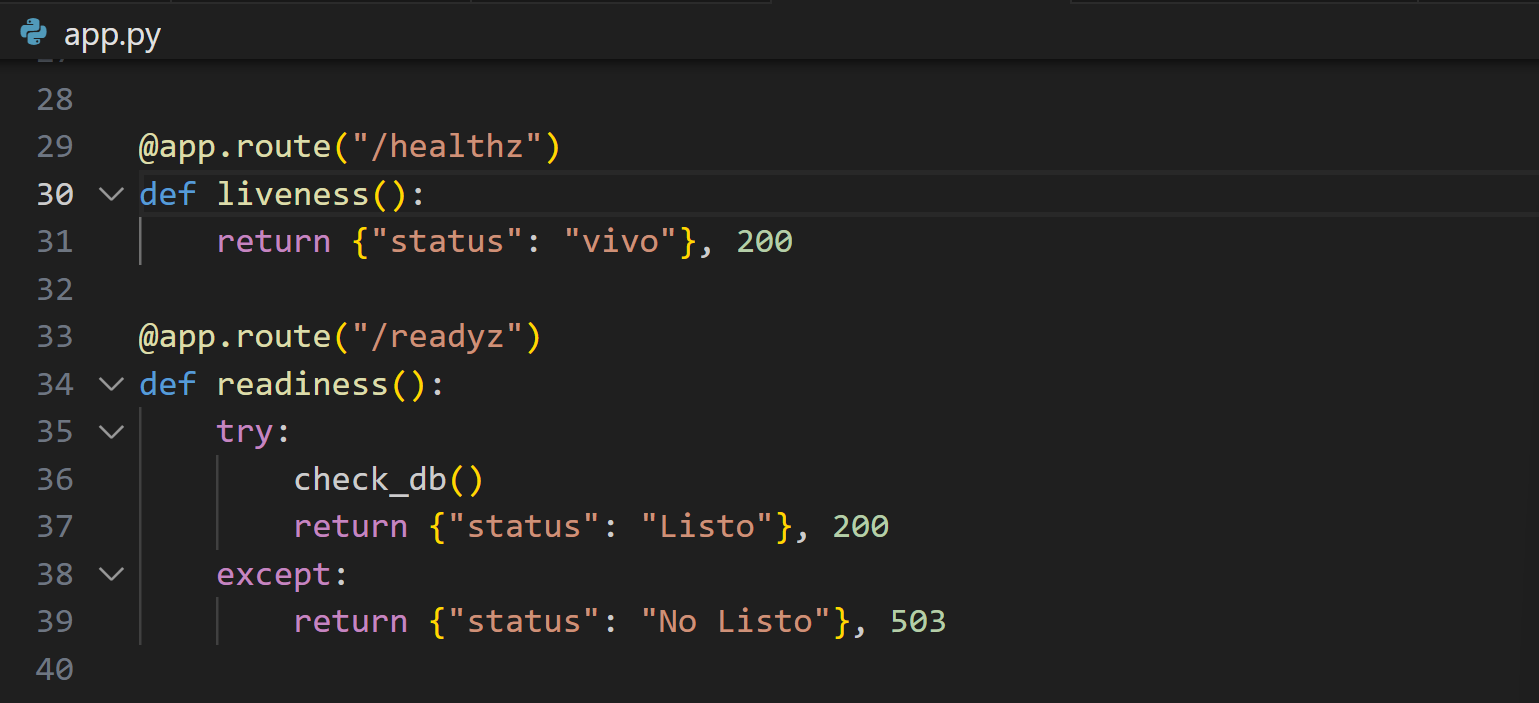 app.py
28
29 @app.route("/healthz")
30 def liveness():
31     return {"status": "vivo"}, 200
32
33 @app.route("/readyz")
34 def readiness():
35     try:
36         check_db()
37         return {"status": "Listo"}, 200
38     except:
39         return {"status": "No Listo"}, 503
40